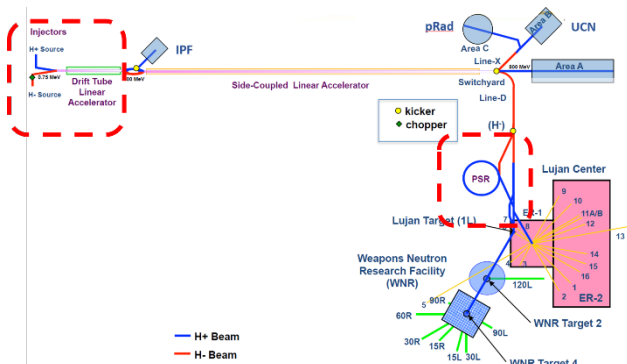 Injectors
H+ Source
0.75 MeV
H- Source
Drift Tube
Linear
Accelerator
IPF
Side-Coupled Linear Accelerator
pRad
Area C
Area B
UCN
Line-X
800 MeV
Area A
Switchyard
Line-D
kicker
chopper
(H-)
PSR
Lujan Center
9
10
11A/B
12
13
ER-1
7
8
Lujan Target (1L)
14
15
16
4
3
1
2
ER-2
Weapons Neutron
Research Facility
(WNR)
120L
5
90R
60R
WNR Target 2
90L
30R
15R
15L
30L
WNR Target 4
H+ Beam
H- Beam